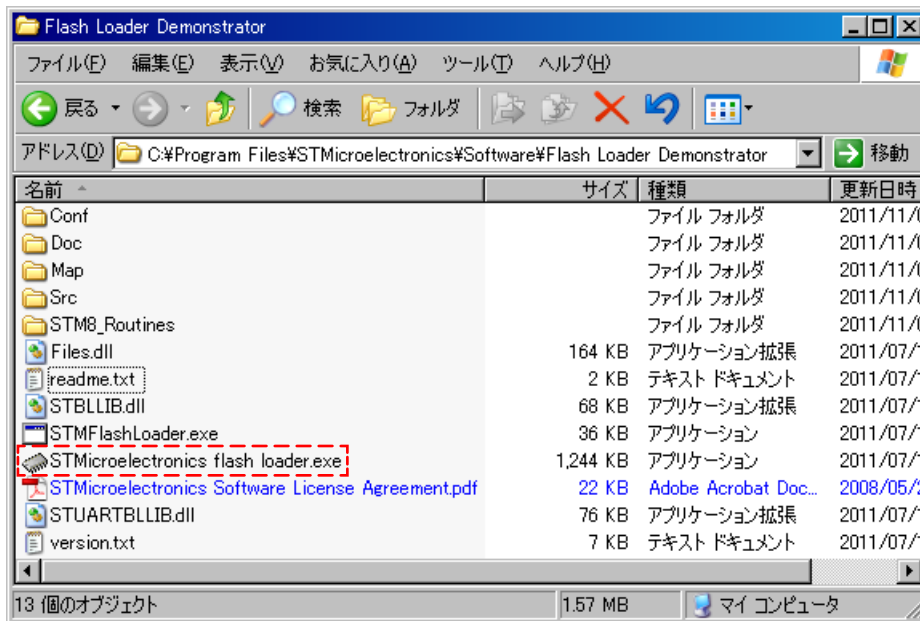 Flash Loader Demonstrator
ファイル(F) 編集(E) 表示(V) お気に入り(A) ツール(T) ヘルプ(H)
戻る 検索 フォルダ
アドレス(D) C:¥Program Files¥STMicroelectronics¥Software¥Flash Loader Demonstrator 移動
名前 サイズ 種類 更新日時
Conf ファイル フォルダ 2011/11/
Doc ファイル フォルダ 2011/11/
Map ファイル フォルダ 2011/11/
Src ファイル フォルダ 2011/11/
STM8_Routines ファイル フォルダ 2011/11/
Files.dll 164 KB アプリケーション拡張 2011/07/
readme.txt 2 KB テキスト ドキュメント 2011/07/
STBLLIB.dll 68 KB アプリケーション拡張 2011/07/
STMFlashLoader.exe 36 KB アプリケーション 2011/07/
STMicroelectronics flash loader.exe 1,244 KB アプリケーション 2011/07/
STMicroelectronics Software License Agreement.pdf 22 KB Adobe Acrobat Doc... 2008/05/
STUARTBLLIB.dll 76 KB アプリケーション拡張 2011/07/
version.txt 7 KB テキスト ドキュメント 2011/07/
13 個のオブジェクト 1.57 MB マイ コンピュータ